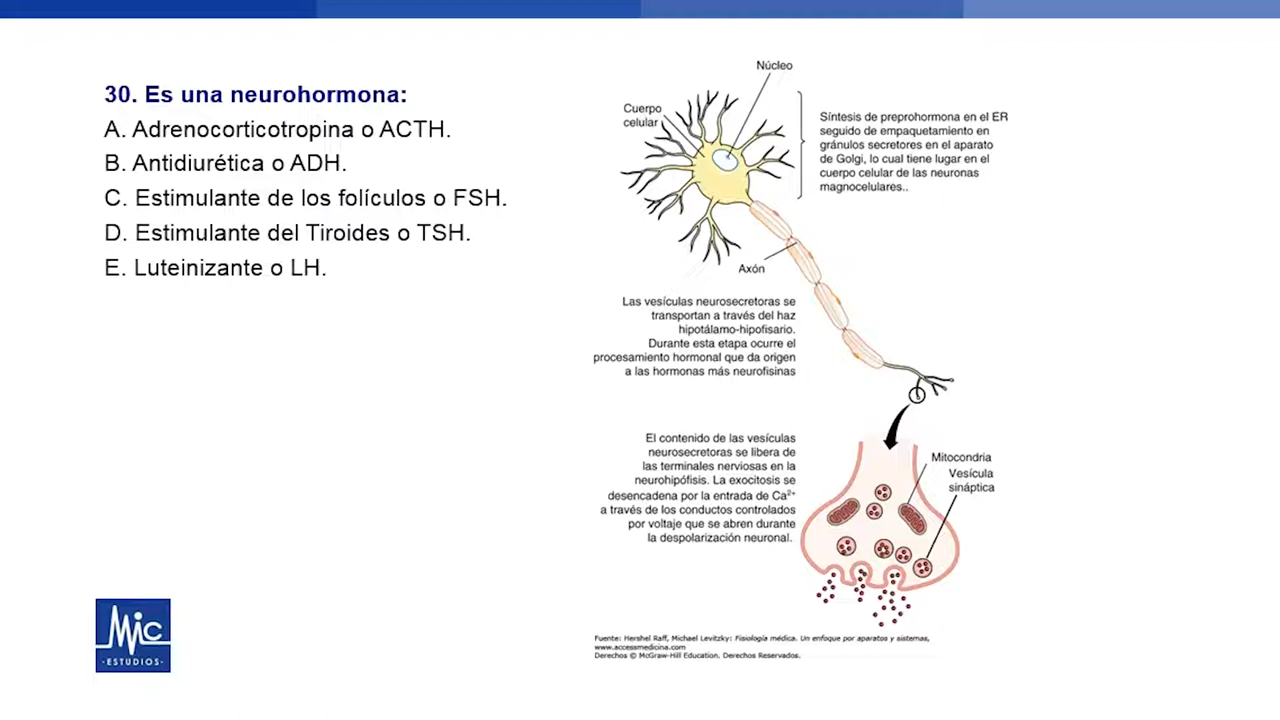 30. Es una neurohormona:
A. Adrenocorticotropina o ACTH.
B. Antidiurética o ADH.
C. Estimulante de los folículos o FSH.
D. Estimulante del Tiroides o TSH.
E. Luteinizante o LH.
Núcleo
Cuerpo
celular
Síntesis de preprohormona en el ER
seguido de empaquetamiento en
gránulos secretores en el aparato
de Golgi, lo cual tiene lugar en el
cuerpo celular de las neuronas
magnocelulares..
Axón
Las vesículas neurosecretoras se
transportan a través del haz
hipotálamo-hipofisario.
Durante esta etapa ocurre el
procesamiento hormonal que da origen
a las hormonas más neurofisinas
El contenido de las vesículas
neurosecretoras se libera de
las terminales nerviosas en la
neurohipófisis. La exocitosis se
desencadena por la entrada de Ca²⁺
a través de los conductos controlados
por voltaje que se abren durante
la despolarización neuronal.
Mitocondria
Vesícula
sináptica
Fuente: Hershel Raff, Michael Levitzky: Fisiología médica. Un enfoque por aparatos y sistemas,
www.accessmedicina.com
Derechos © McGraw-Hill Education. Derechos Reservados.
Mic
·ESTUDIOS·